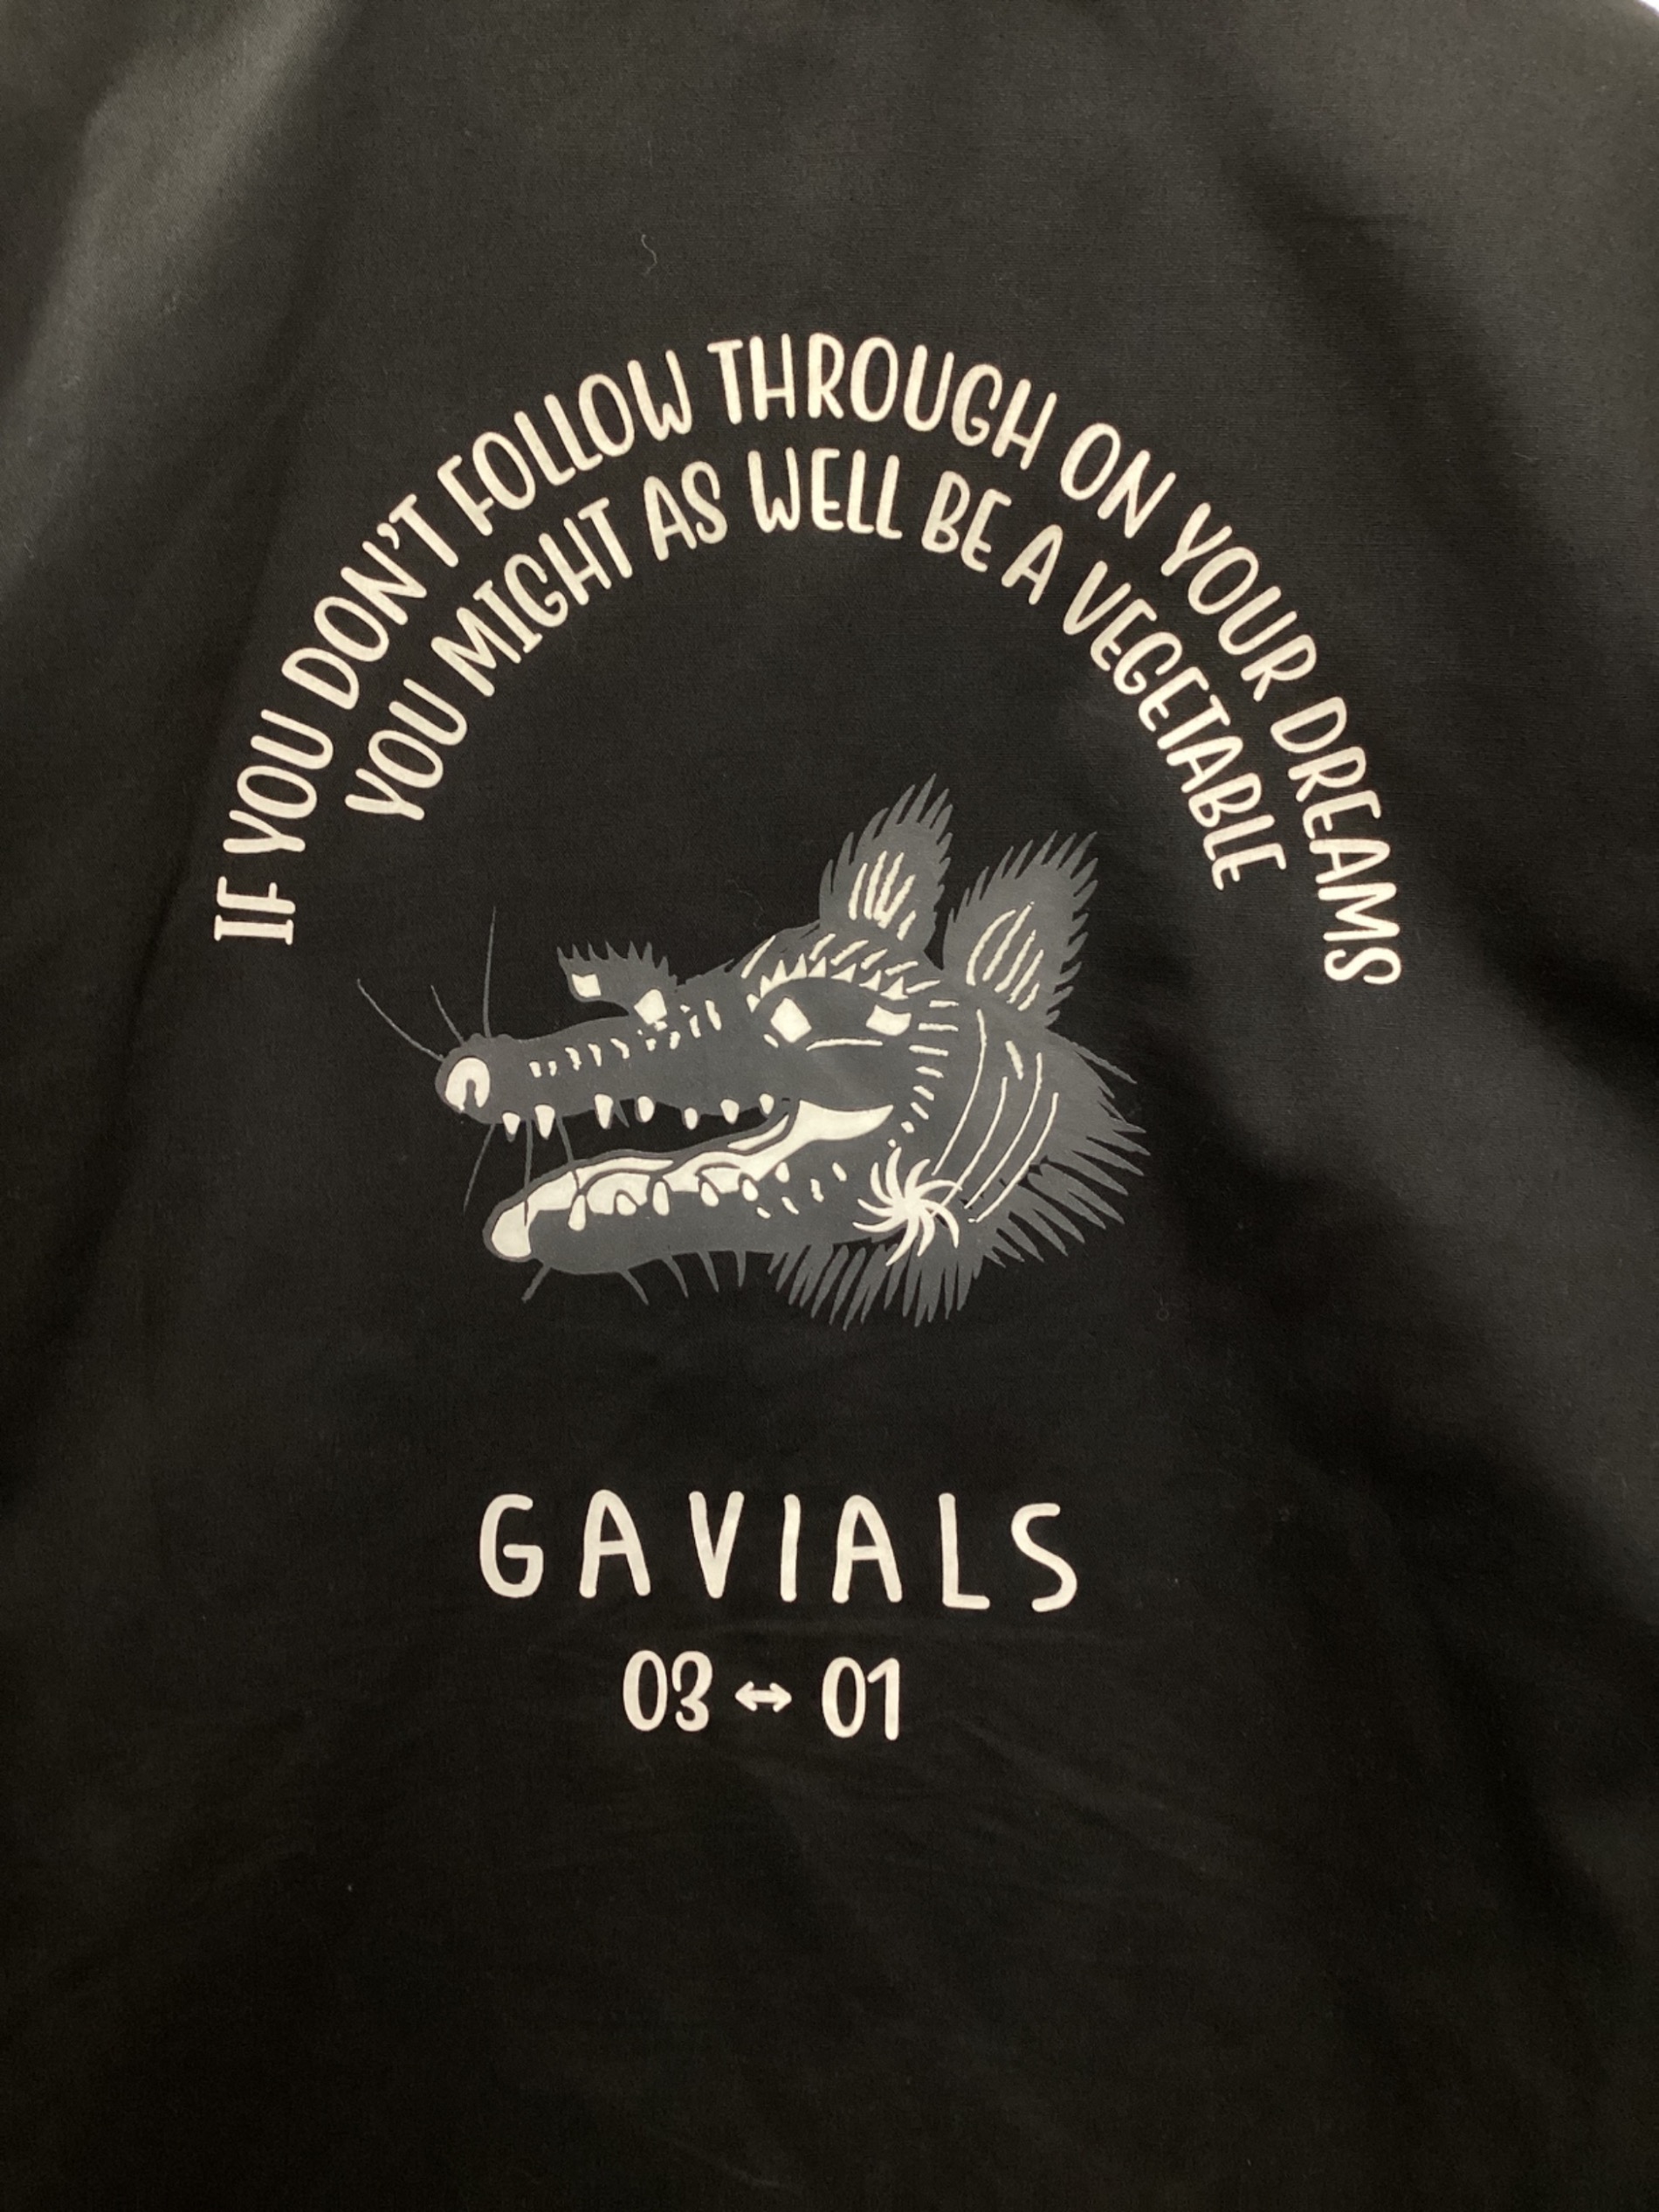 IF YOU DON'T FOLLOW THROUGH ON YOUR DREAMS
YOU MIGHT AS WELL BE A VEGETABLE
GAVIALS
03 ↔ 01